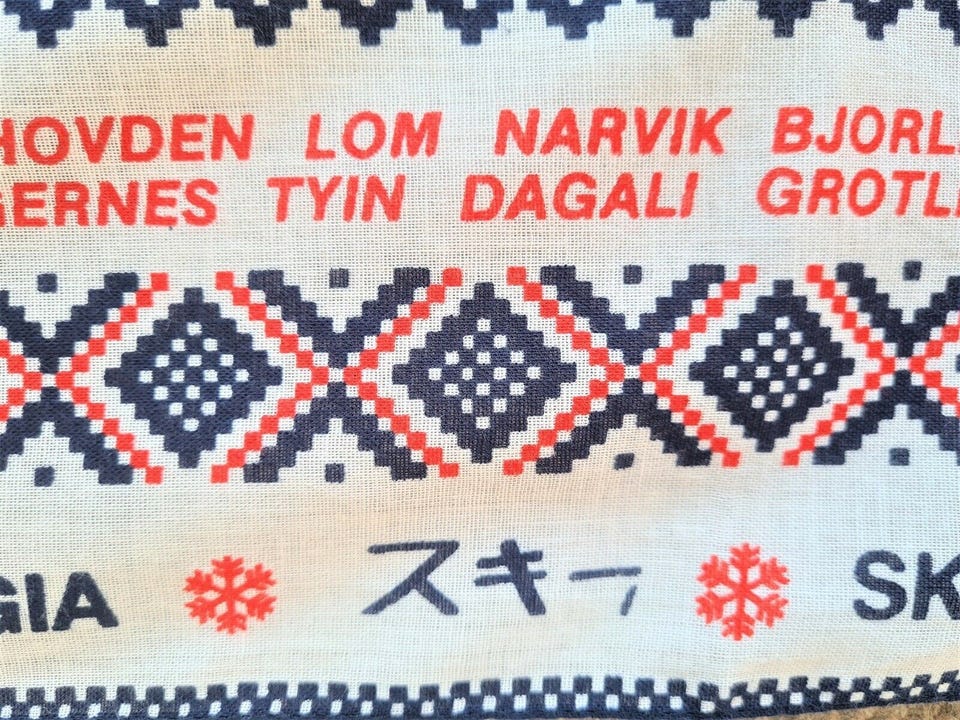 HOVDEN LOM NARVIK BJORL
GERNES TYIN DAGALI GROTL
GIA スキー SK